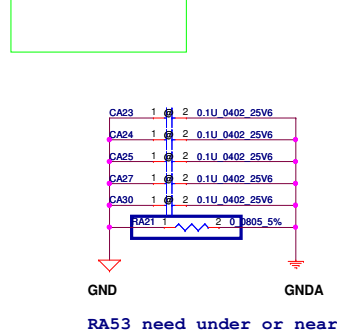 CA23 1 @ 2 0.1U_0402_25V6
CA24 1 @ 2 0.1U_0402_25V6
CA25 1 @ 2 0.1U_0402_25V6
CA27 1 @ 2 0.1U_0402_25V6
CA30 1 @ 2 0.1U_0402_25V6
RA21 1 2 0_0805_5%
GND GNDA
RA53 need under or near